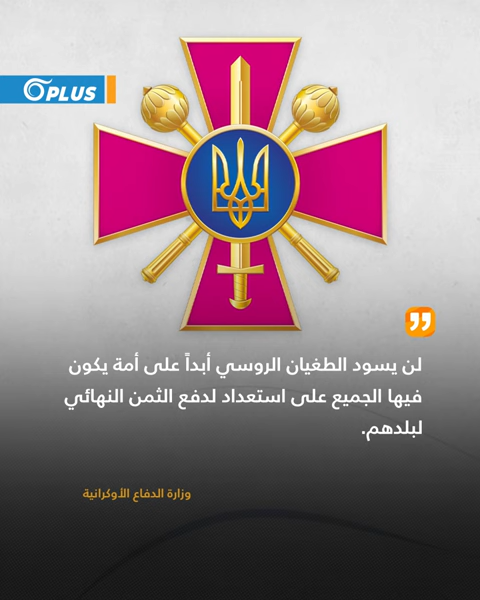 PLUS
لن يسود الطغيان الروسي أبداً على أمة يكون
فيها الجميع على استعداد لدفع الثمن النهائي
لبلدهم.
وزارة الدفاع الأوكرانية